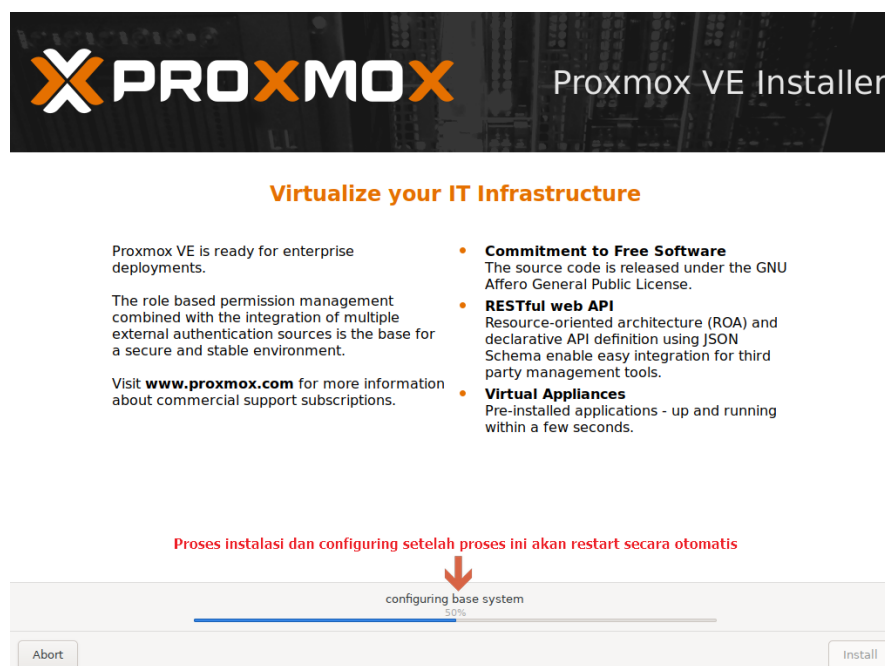 PROXMOX
Proxmox VE Installer
Virtualize your IT Infrastructure
Proxmox VE is ready for enterprise
deployments.
The role based permission management
combined with the integration of multiple
external authentication sources is the base for
a secure and stable environment.
Visit www.proxmox.com for more information
about commercial support subscriptions.
• Commitment to Free Software
The source code is released under the GNU
Affero General Public License.
• RESTful web API
Resource-oriented architecture (ROA) and
declarative API definition using JSON
Schema enable easy integration for third
party management tools.
• Virtual Appliances
Pre-installed applications - up and running
within a few seconds.
Proses instalasi dan configuring setelah proses ini akan restart secara otomatis
configuring base system
50%
Abort
Install